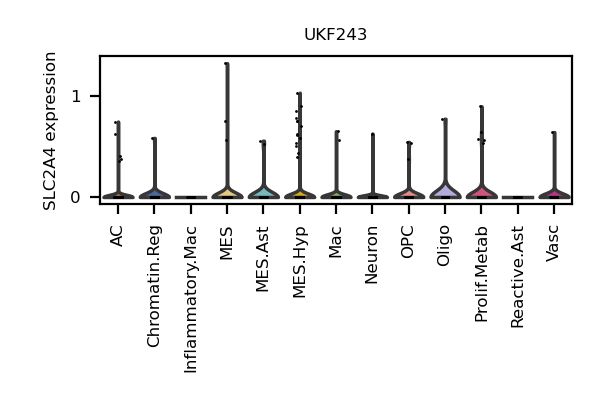 UKF243
SLC2A4 expression
1
0
AC
Chromatin.Reg
Inflammatory.Mac
MES
MES.Ast
MES.Hyp
Mac
Neuron
OPC
Oligo
Prolif.Metab
Reactive.Ast
Vasc